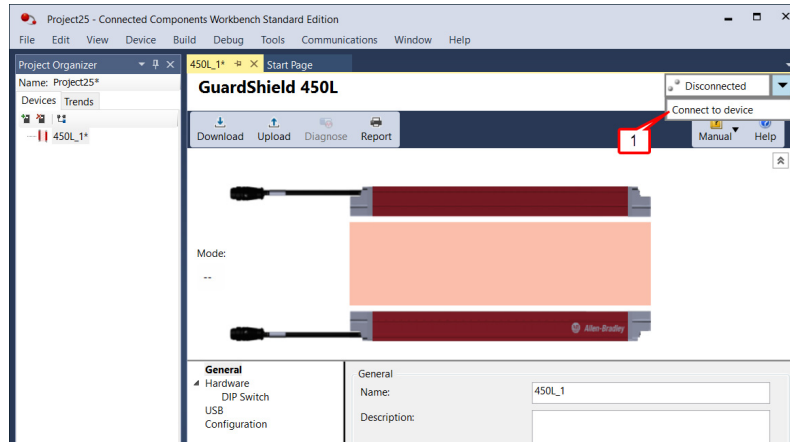 Project25 - Connected Components Workbench Standard Edition
File Edit View Device Build Debug Tools Communications Window Help
Project Organizer
450L_1* Start Page
Name: Project25*
GuardShield 450L
Disconnected
Devices Trends
Connect to device
450L_1*
Download Upload Diagnose Report
1
Manual Help
Mode:
--
Allen-Bradley
General
Hardware
DIP Switch
USB
Configuration
General
Name: 450L_1
Description: